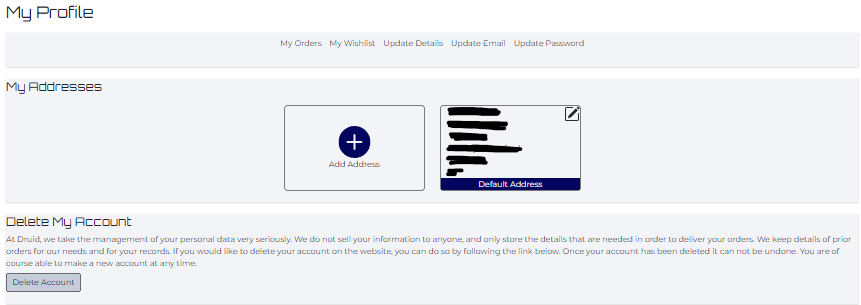 My Profile
My Orders My Wishlist Update Details Update Email Update Password
My Addresses
Add Address
Default Address
Delete My Account
At Druid, we take the management of your personal data very seriously. We do not sell your information to anyone, and only store the details that are needed in order to deliver your orders. We keep details of prior
orders for our needs and for your records. If you would like to delete your account on the website, you can do so by following the link below. Once your account has been deleted it can not be undone. You are of
course able to make a new account at any time.
Delete Account